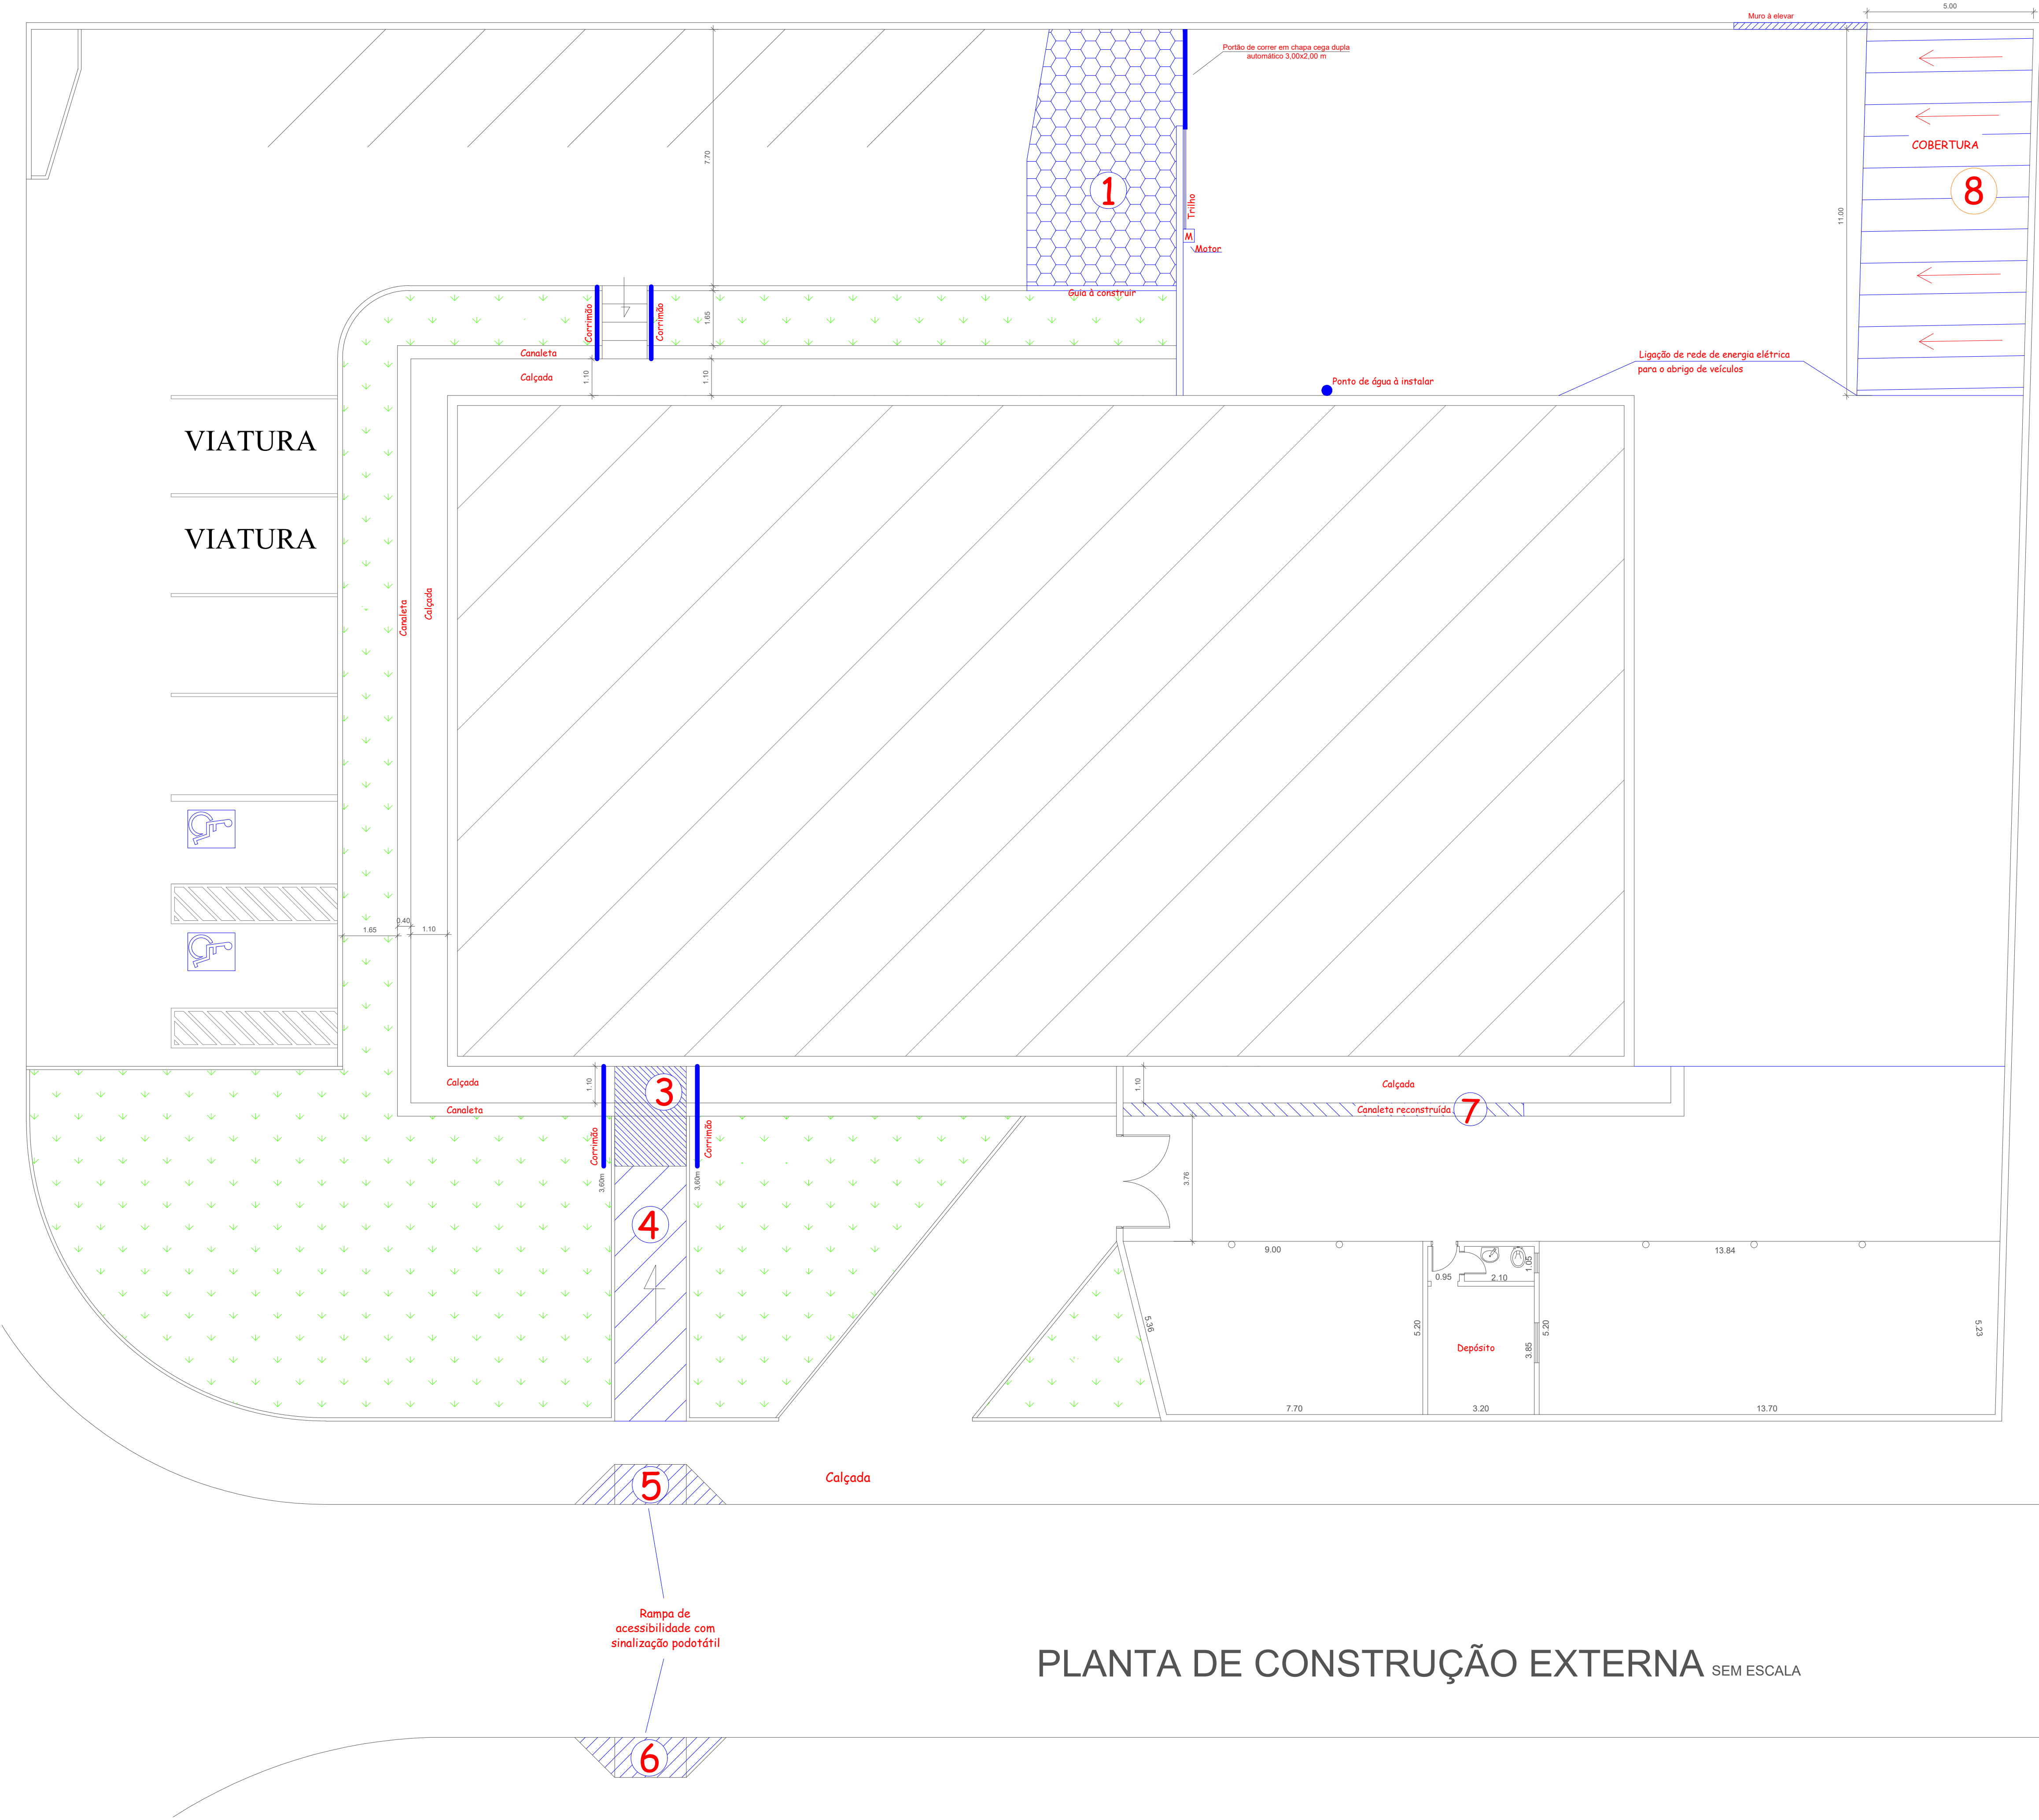 5.00
Muro à elevar
Portão de correr em chapa cega dupla
automático 3,00x2,00 m
COBERTURA
7.70
1
8
Trilho
11.00
M
Motor
Guia à construir
Corrimão
Corrimão
1.65
Canaleta
Calçada
1.10
1.10
Ponto de água à instalar
Ligação de rede de energia elétrica
para o abrigo de veículos
VIATURA
VIATURA
Canaleta
Calçada
0.40
1.65
1.10
Calçada
Canaleta
1.10
3
1.10
Calçada
Canaleta reconstruída
7
Corrimão
Corrimão
3,60m
3,60m
3.76
4
9.00
13.84
0.95
2.10
1.05
5.36
5.20
5.20
5.23
Depósito
3.85
7.70
3.20
13.70
5
Calçada
Rampa de
acessibilidade com
sinalização podotátil
PLANTA DE CONSTRUÇÃO EXTERNA SEM ESCALA
6